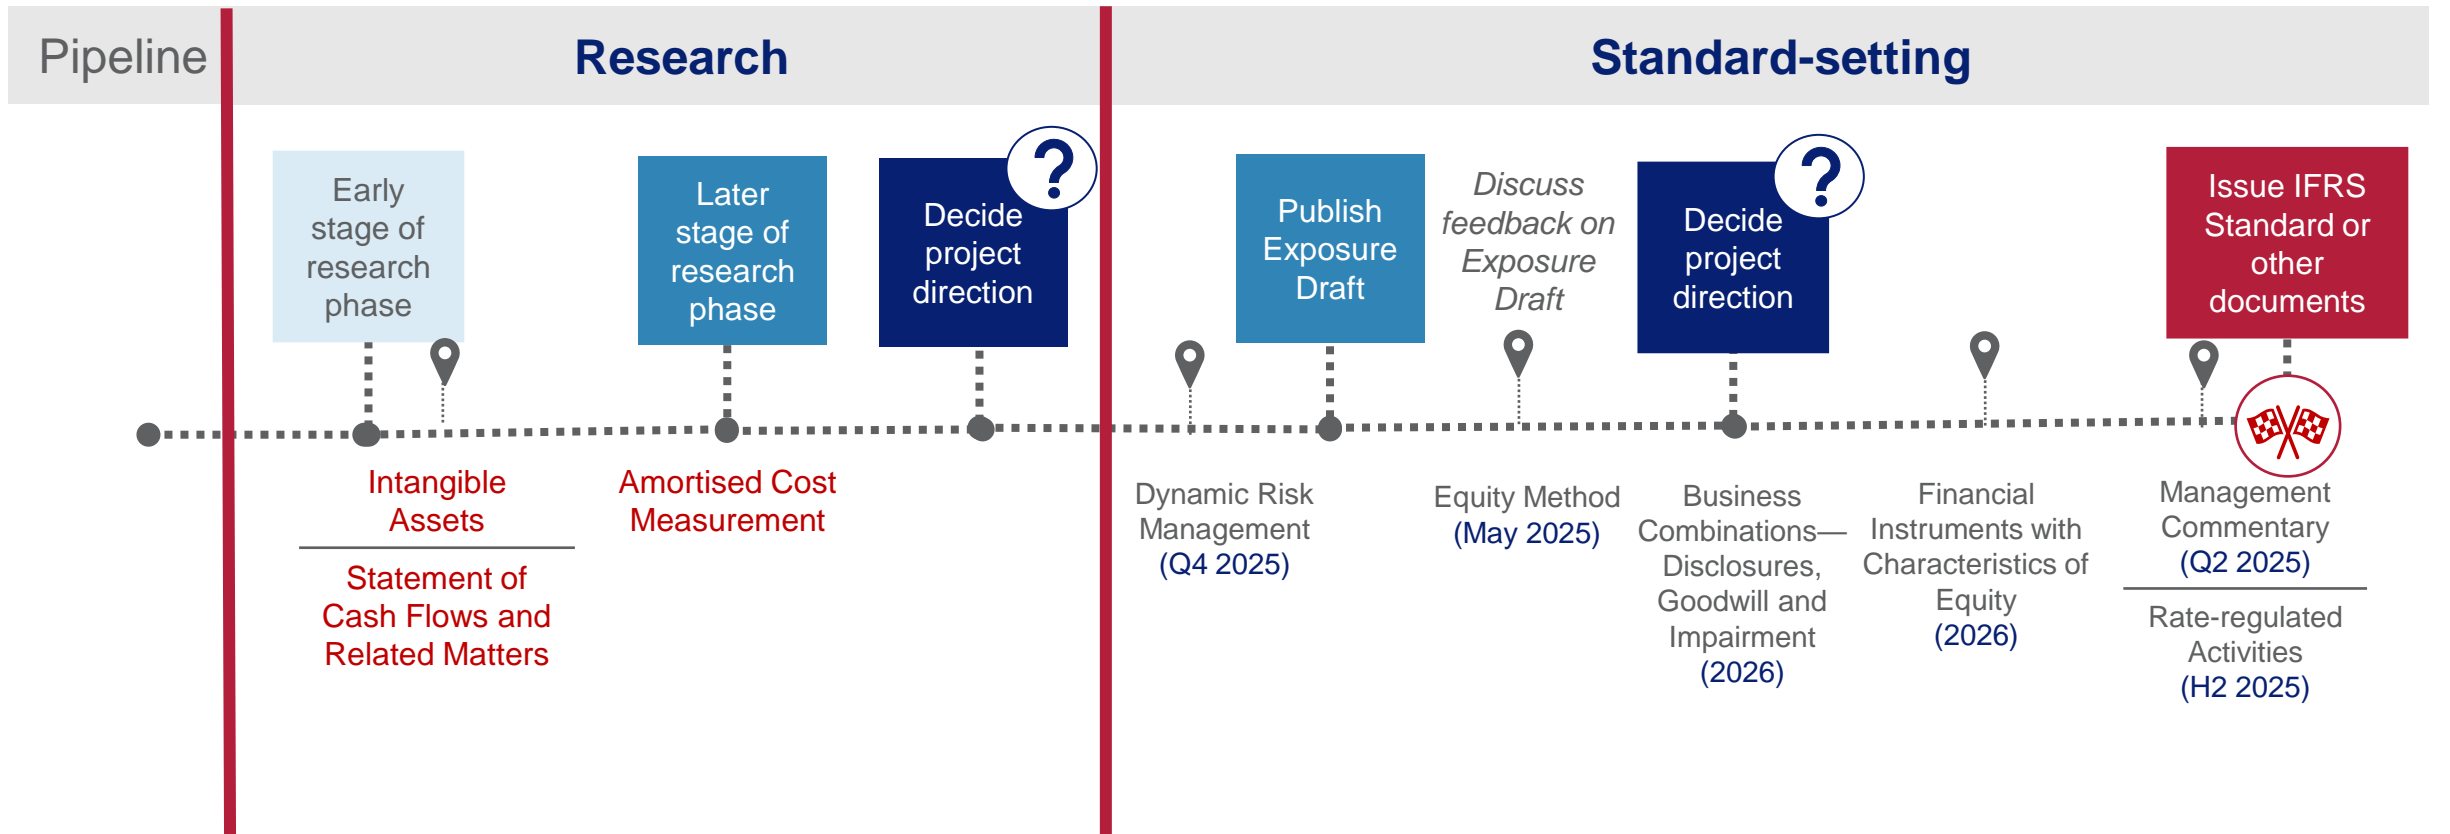 Pipeline
Research
Standard-setting
Early
stage of
research
phase
Later
stage of
research
phase
Decide
project
direction
?
Publish
Exposure
Draft
Discuss
feedback on
Exposure
Draft
Decide
project
direction
?
Issue IFRS
Standard or
other
documents
Intangible
Assets
Statement of
Cash Flows and
Related Matters
Amortised Cost
Measurement
Dynamic Risk
Management
(Q4 2025)
Equity Method
(May 2025)
Business
Combinations—
Disclosures,
Goodwill and
Impairment
(2026)
Financial
Instruments with
Characteristics of
Equity
(2026)
Management
Commentary
(Q2 2025)
Rate-regulated
Activities
(H2 2025)